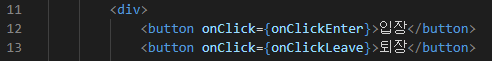 11 <div>
12 <button onClick={onClickEnter}>입장</button>
13 <button onClick={onClickLeave}>퇴장</button>